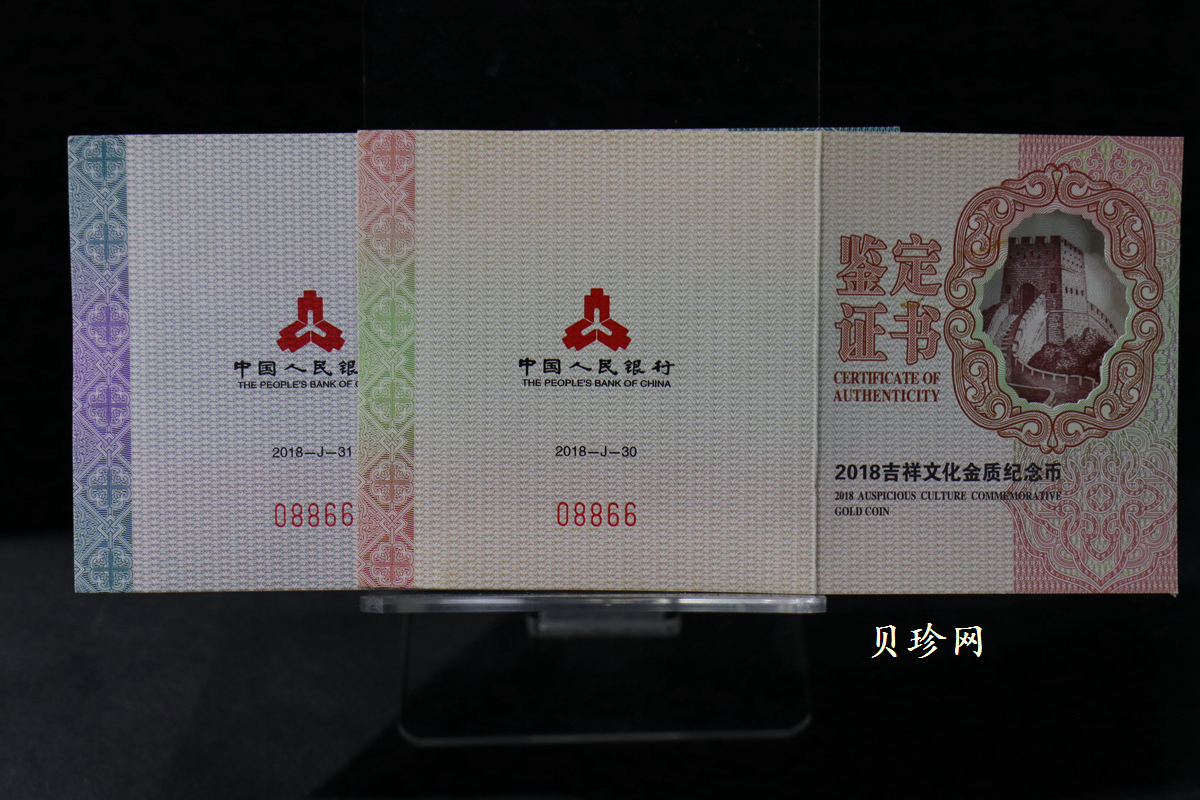 中国人民银
THE PEOPLE'S BANK OF
2018-J-31
08866
中国人民银行
THE PEOPLE'S BANK OF CHINA
2018-J-30
08866
鉴定
证书
CERTIFICATE OF
AUTHENTICITY
2018吉祥文化金质纪念币
2018 AUSPICIOUS CULTURE COMMEMORATIVE
GOLD COIN
贝珍网